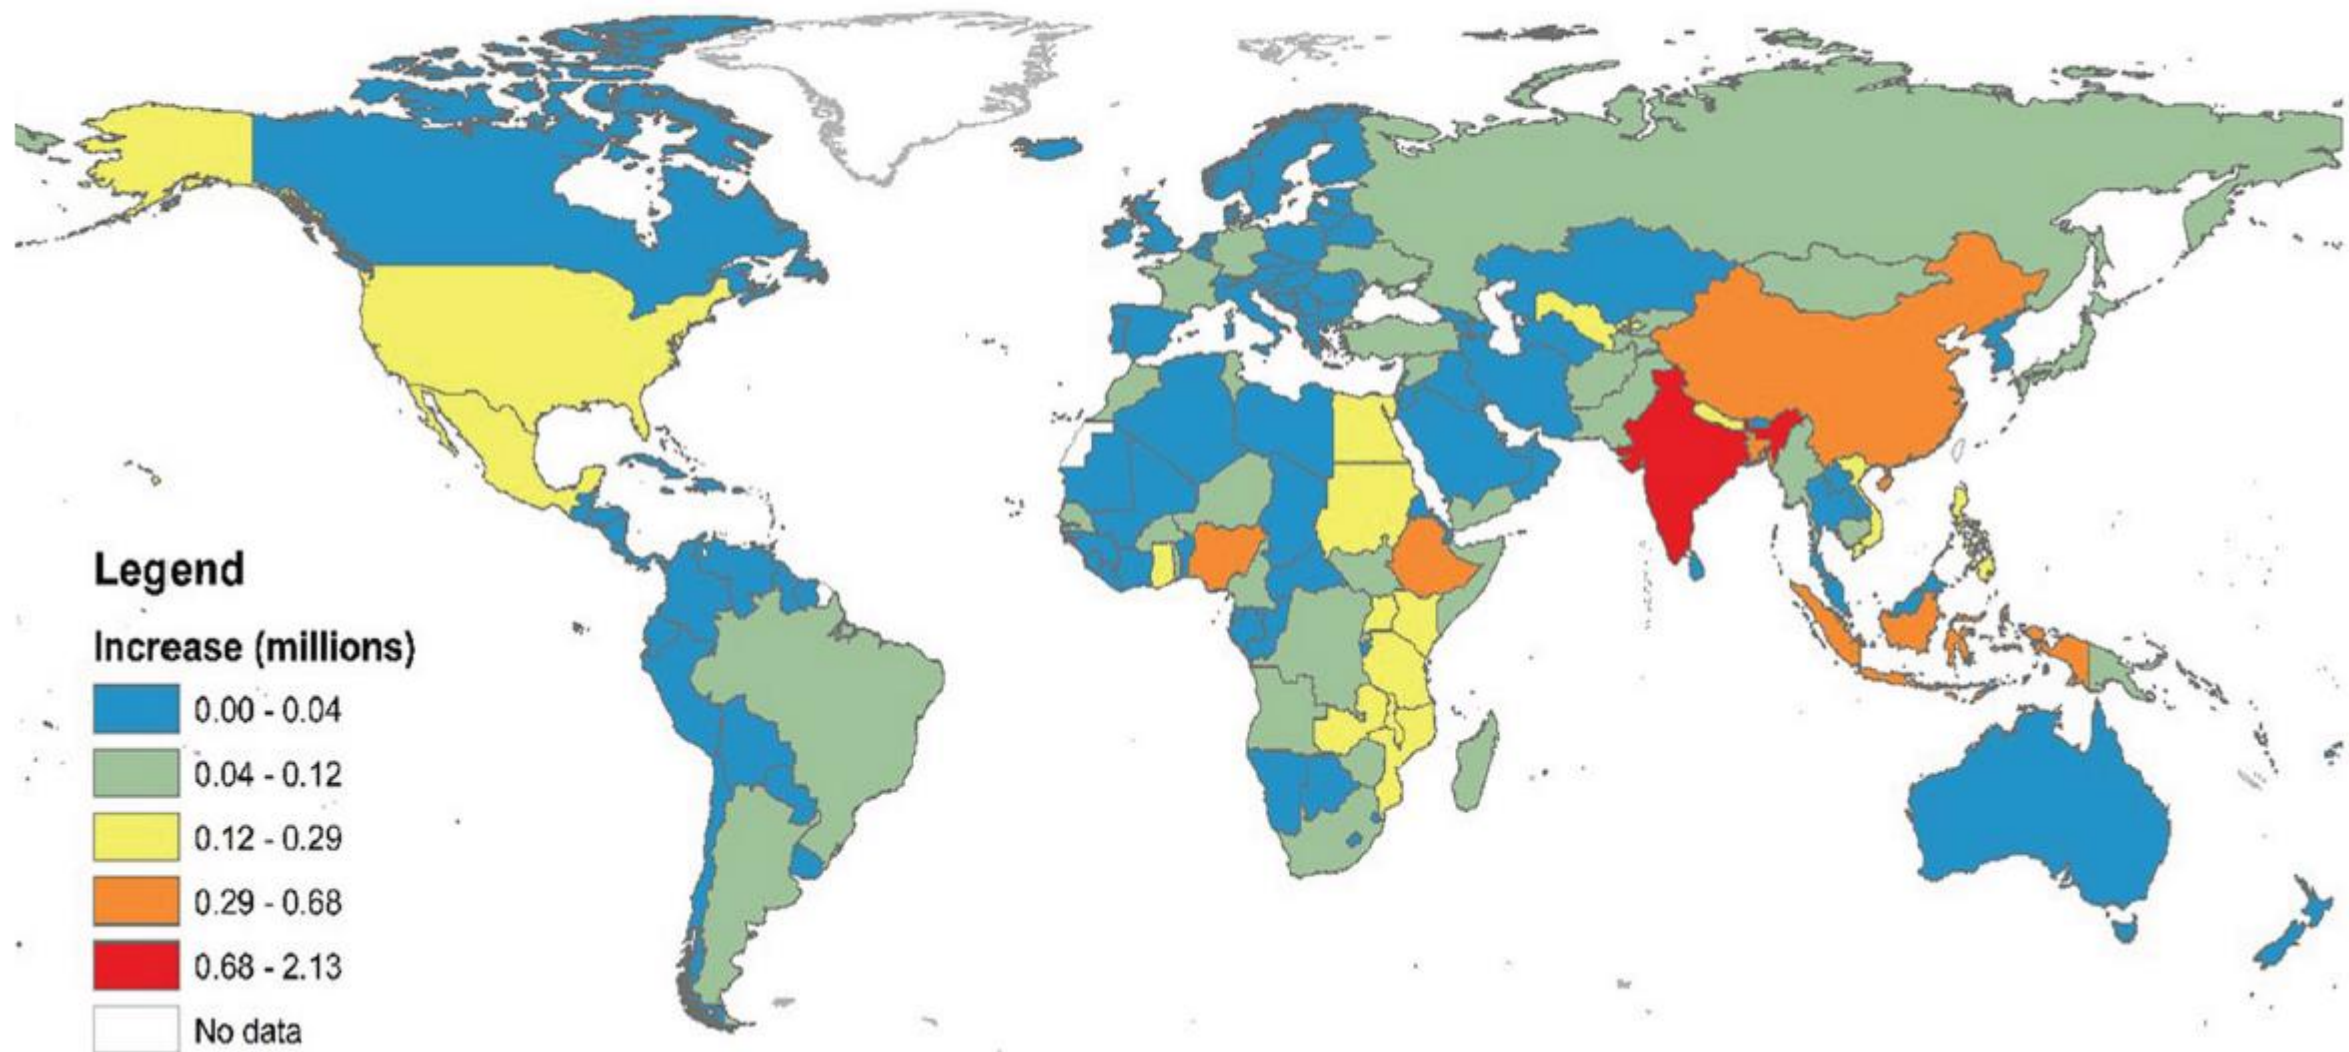 Legend
Increase (millions)
0.00 - 0.04
0.04 - 0.12
0.12 - 0.29
0.29 - 0.68
0.68 - 2.13
No data